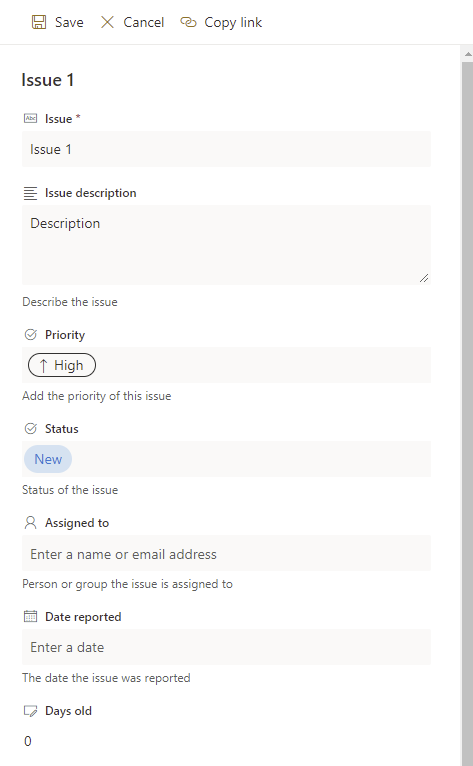 Save Cancel Copy link
Issue 1
Abc Issue *
Issue 1
Issue description
Description
Describe the issue
Priority
↑ High
Add the priority of this issue
Status
New
Status of the issue
Assigned to
Enter a name or email address
Person or group the issue is assigned to
Date reported
Enter a date
The date the issue was reported
Days old
0